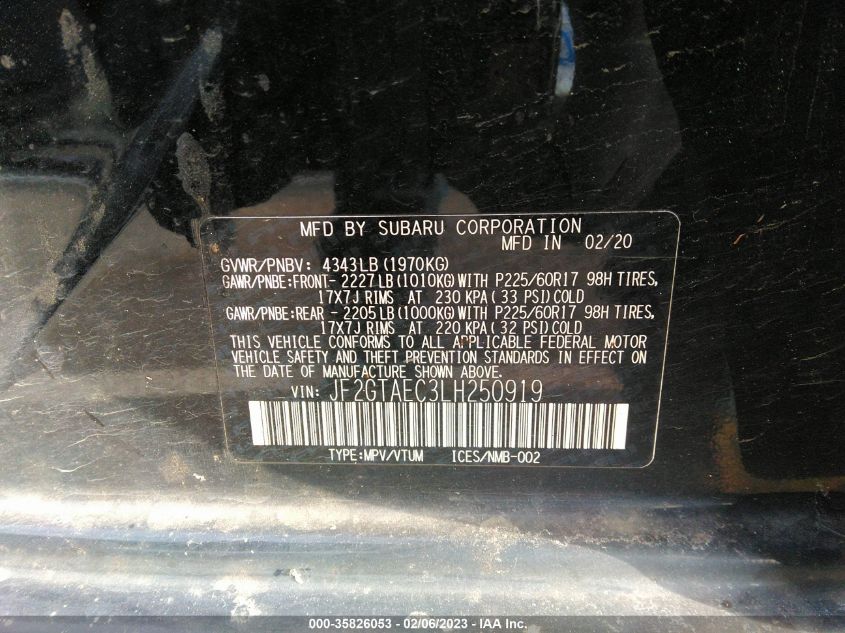 MFD BY SUBARU CORPORATION
MFD IN 02/20
GVWR/PNBV: 4343LB (1970KG)
GAWR/PNBE:FRONT- 2227LB (1010KG) WITH P225/60R17 98H TIRES,
17X7J RIMS AT 230 KPA ( 33 PSI) COLD
GAWR/PNBE:REAR - 2205LB (1000KG) WITH P225/60R17 98H TIRES,
17X7J RIMS AT 220 KPA ( 32 PSI) COLD
THIS VEHICLE CONFORMS TO ALL APPLICABLE FEDERAL MOTOR
VEHICLE SAFETY AND THEFT PREVENTION STANDARDS IN EFFECT ON
THE DATE OF MANUFACTURE SHOWN ABOVE.
VIN: JF2GTAEC3LH250919
TYPE:MPV/VTUM ICES/NMB-002
000-35826053 - 02/06/2023 - IAA Inc.